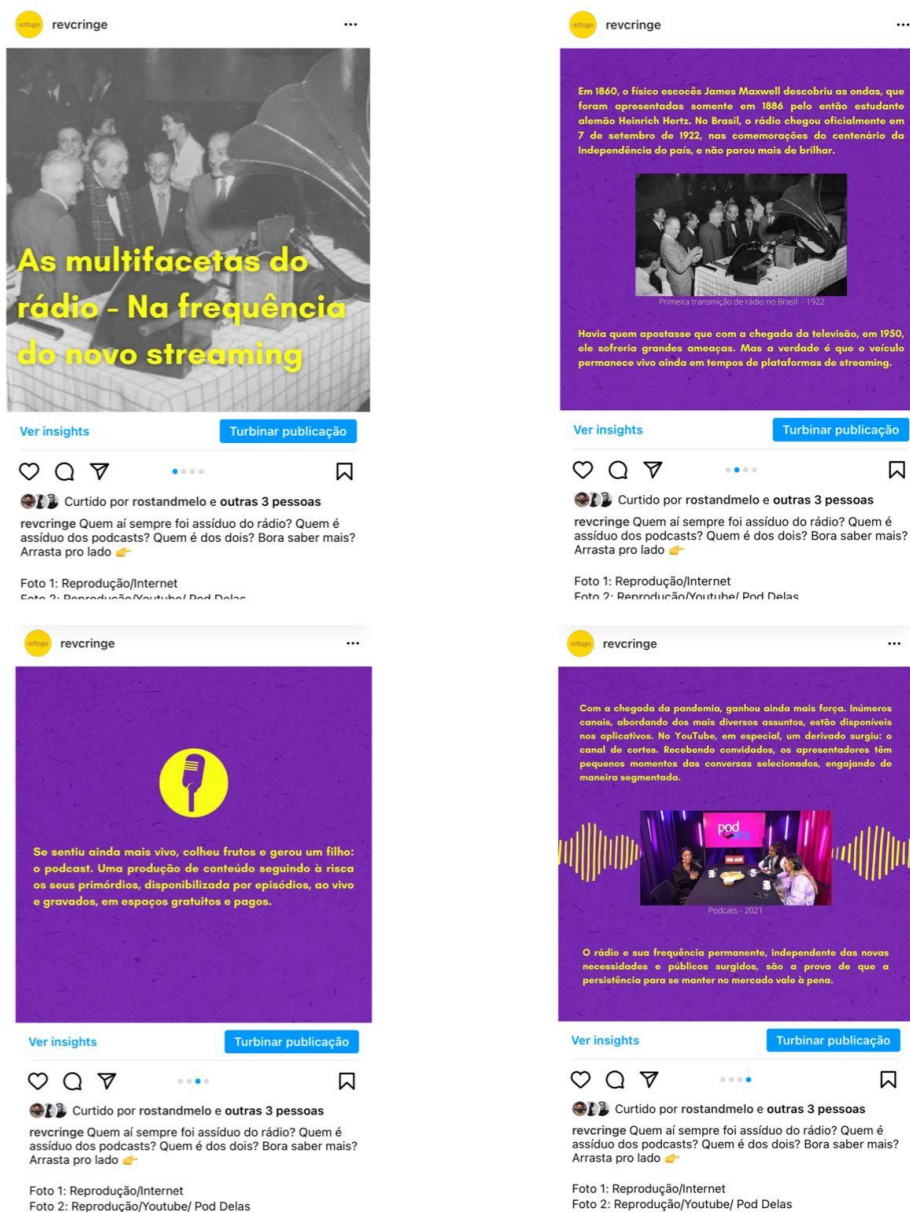 revcringe
As multifacetas do
rádio - Na frequência
do novo streaming
Ver insights
Turbinar publicação
Curtido por rostandmelo e outras 3 pessoas
revcringe Quem aí sempre foi assíduo do rádio? Quem é
assíduo dos podcasts? Quem é dos dois? Bora saber mais?
Arrasta pro lado 👉
Foto 1: Reprodução/Internet
Foto 2: Reprodução/Youtube/ Pod Delas
revcringe
Em 1860, o físico escocês James Maxwell descobriu as ondas, que
foram apresentadas somente em 1886 pelo então estudante
alemão Heinrich Hertz. No Brasil, o rádio chegou oficialmente em
7 de setembro de 1922, nas comemorações do centenário da
Independência do país, e não parou mais de brilhar.
Primeira transmição de rádio no Brasil - 1922
Havia quem apostasse que com a chegada da televisão, em 1950,
ele sofreria grandes ameaças. Mas a verdade é que o veículo
permanece vivo ainda em tempos de plataformas de streaming.
Ver insights
Turbinar publicação
Curtido por rostandmelo e outras 3 pessoas
revcringe Quem aí sempre foi assíduo do rádio? Quem é
assíduo dos podcasts? Quem é dos dois? Bora saber mais?
Arrasta pro lado 👉
Foto 1: Reprodução/Internet
Foto 2: Reprodução/Youtube/ Pod Delas
revcringe
Se sentiu ainda mais vivo, colheu frutos e gerou um filho:
o podcast. Uma produção de conteúdo seguindo à risca
os seus primórdios, disponibilizada por episódios, ao vivo
e gravados, em espaços gratuitos e pagos.
Ver insights
Turbinar publicação
Curtido por rostandmelo e outras 3 pessoas
revcringe Quem aí sempre foi assíduo do rádio? Quem é
assíduo dos podcasts? Quem é dos dois? Bora saber mais?
Arrasta pro lado 👉
Foto 1: Reprodução/Internet
Foto 2: Reprodução/Youtube/ Pod Delas
revcringe
Com a chegada da pandemia, ganhou ainda mais força. Inúmeros
canais, abordando dos mais diversos assuntos, estão disponíveis
nos aplicativos. No YouTube, em especial, um derivado surgiu: o
canal de cortes. Recebendo convidados, os apresentadores têm
pequenos momentos das conversas selecionados, engajando de
maneira segmentada.
pod
ON AIR
Podcats - 2021
O rádio e sua frequência permanente, independente das novas
necessidades e públicos surgidos, são a prova de que a
persistência para se manter no mercado vale à pena.
Ver insights
Turbinar publicação
Curtido por rostandmelo e outras 3 pessoas
revcringe Quem aí sempre foi assíduo do rádio? Quem é
assíduo dos podcasts? Quem é dos dois? Bora saber mais?
Arrasta pro lado 👉
Foto 1: Reprodução/Internet
Foto 2: Reprodução/Youtube/ Pod Delas